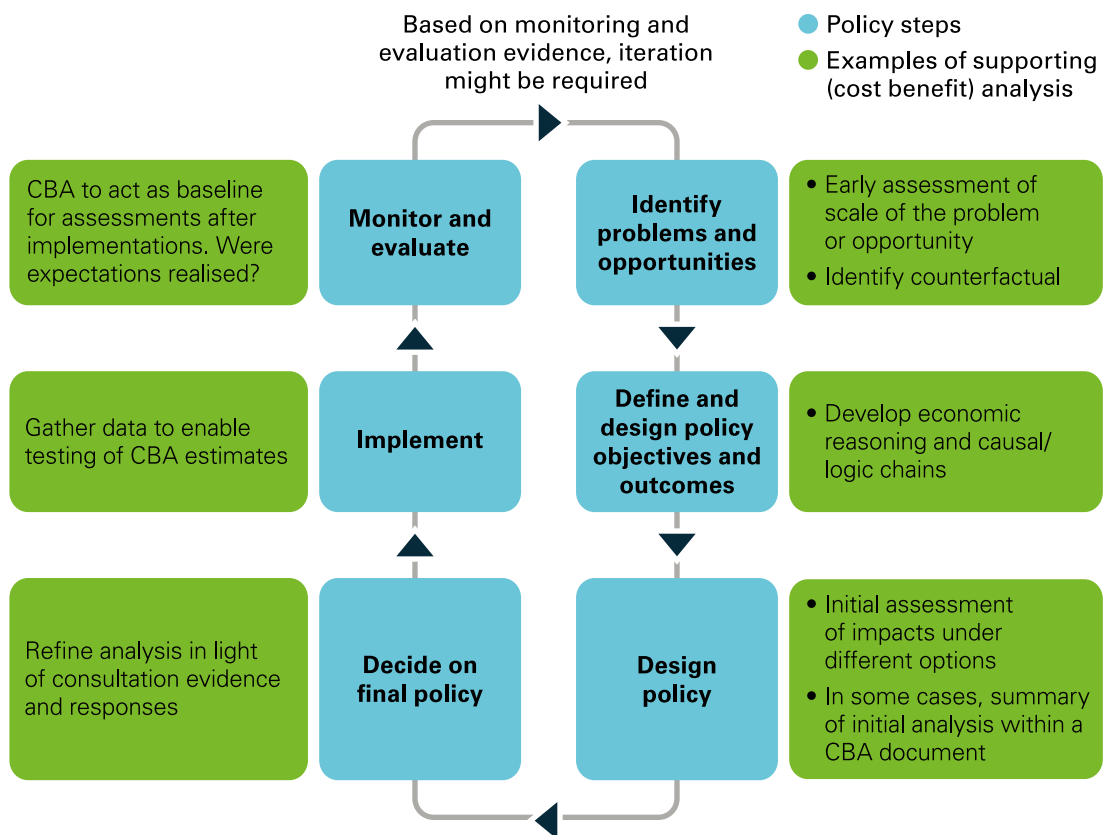 Based on monitoring and
evaluation evidence, iteration
might be required
Policy steps
Examples of supporting
(cost benefit) analysis
CBA to act as baseline
for assessments after
implementations. Were
expectations realised?
Monitor and
evaluate
Identify
problems and
opportunities
• Early assessment of
scale of the problem
or opportunity
• Identify counterfactual
Gather data to enable
testing of CBA estimates
Implement
Define and
design policy
objectives and
outcomes
• Develop economic
reasoning and causal/
logic chains
Refine analysis in light
of consultation evidence
and responses
Decide on
final policy
Design
policy
• Initial assessment
of impacts under
different options
• In some cases, summary
of initial analysis within a
CBA document